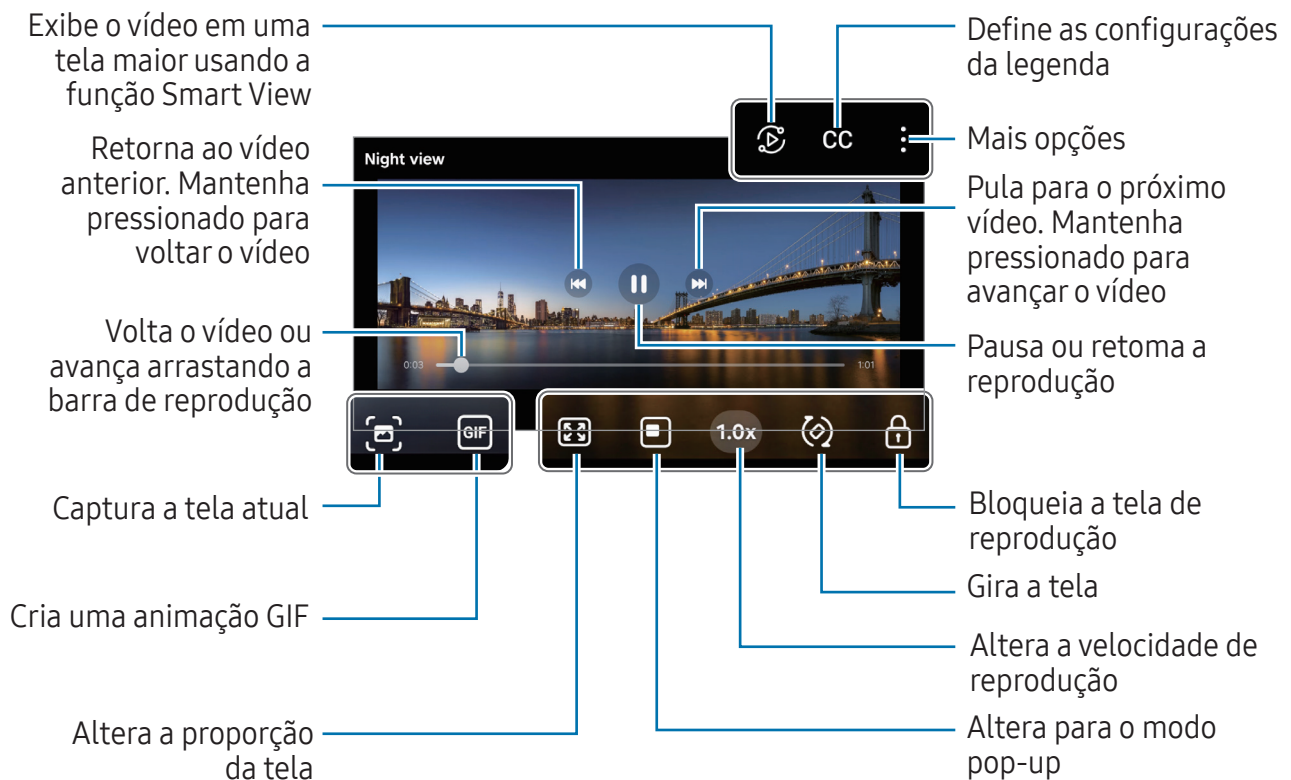 Exibe o vídeo em uma
tela maior usando a
função Smart View
Define as configurações
da legenda
CC
Mais opções
Night view
Retorna ao vídeo
anterior. Mantenha
pressionado para
voltar o vídeo
Pula para o próximo
vídeo. Mantenha
pressionado para
avançar o vídeo
Volta o vídeo ou
avança arrastando a
barra de reprodução
0:03
1:01
Pausa ou retoma a
reprodução
GIF
1.0x
Captura a tela atual
Bloqueia a tela de
reprodução
Gira a tela
Cria uma animação GIF
Altera a velocidade de
reprodução
Altera a proporção
da tela
Altera para o modo
pop-up